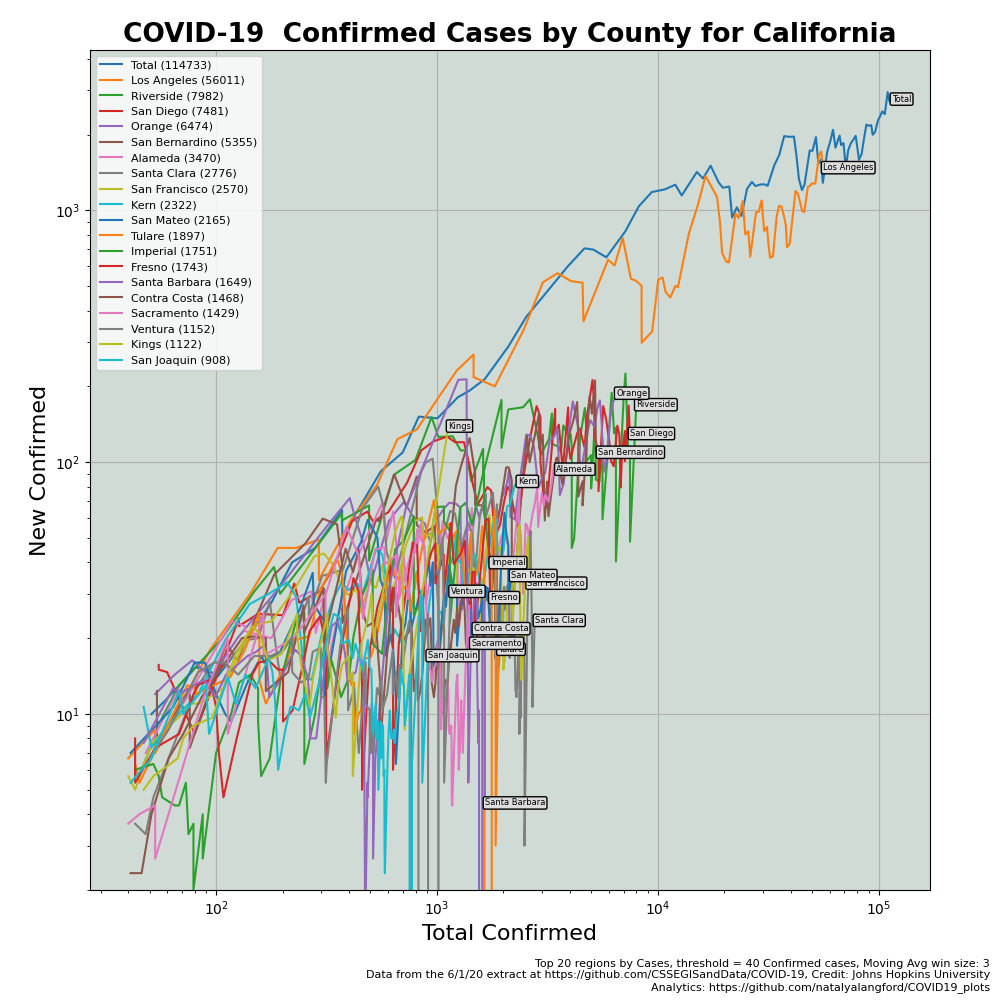 COVID-19  Confirmed Cases by County for California
Total (114733)
Los Angeles (56011)
Riverside (7982)
San Diego (7481)
Orange (6474)
San Bernardino (5355)
Alameda (3470)
Santa Clara (2776)
San Francisco (2570)
Kern (2322)
San Mateo (2165)
Tulare (1897)
Imperial (1751)
Fresno (1743)
Santa Barbara (1649)
Contra Costa (1468)
Sacramento (1429)
Ventura (1152)
Kings (1122)
San Joaquin (908)
Total
Los Angeles
Orange
Riverside
Kings
San Diego
San Bernardino
Alameda
Kern
Imperial
San Mateo
San Francisco
Ventura
Fresno
Santa Clara
Contra Costa
Sacramento
Tulare
San Joaquin
Santa Barbara
New Confirmed
10³
10²
10¹
10² 10³ 10⁴ 10⁵
Total Confirmed
Top 20 regions by Cases, threshold = 40 Confirmed cases, Moving Avg win size: 3
Data from the 6/1/20 extract at https://github.com/CSSEGISandData/COVID-19, Credit: Johns Hopkins University
Analytics: https://github.com/natalyalangford/COVID19_plots